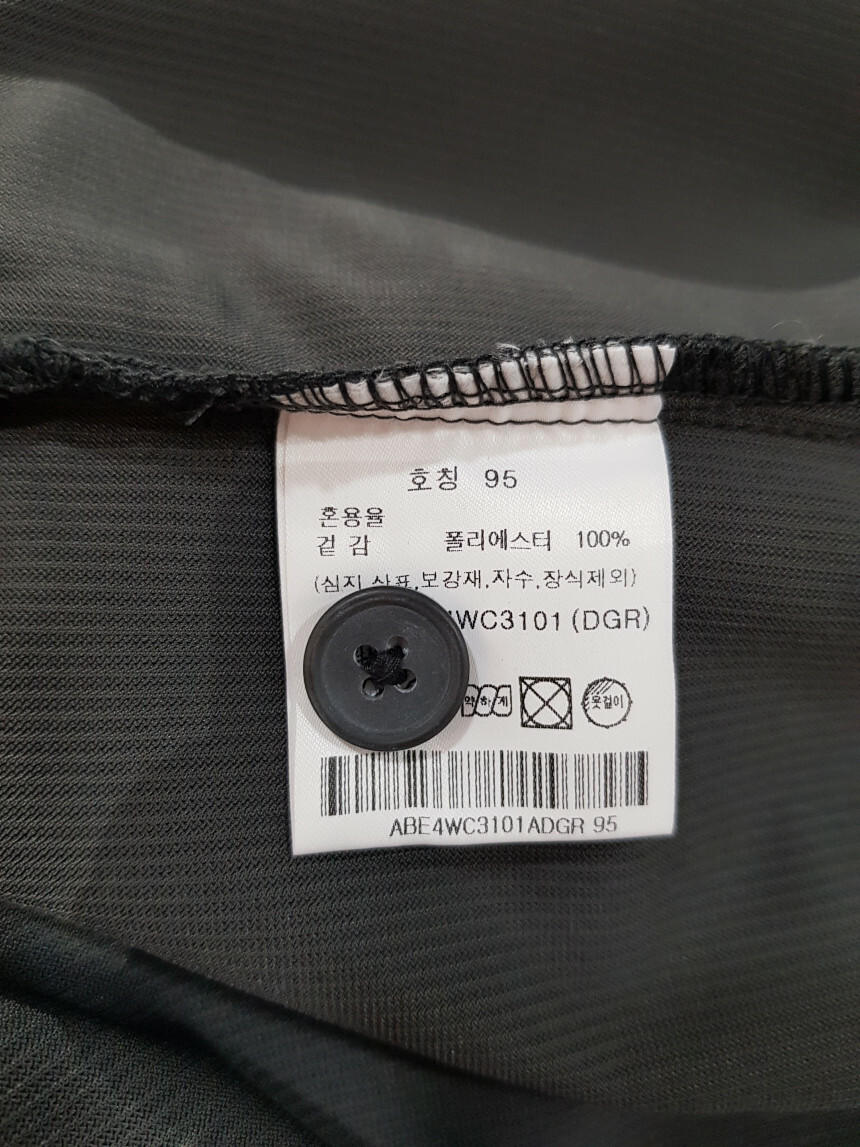 호칭 95
혼용율
겉 감 폴리에스터 100%
(심지,상표,보강재,자수,장식제외)
WC3101 (DGR)
약하게 옷걸이
ABE4WC3101ADGR 95